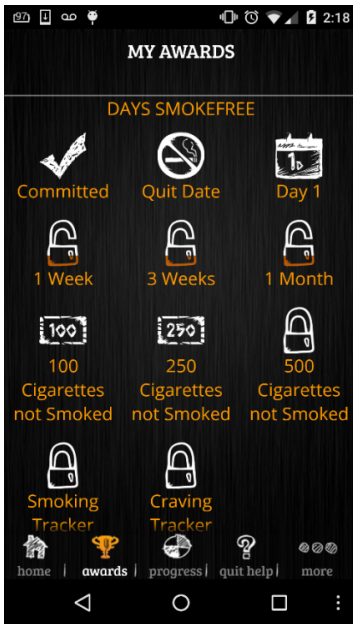 97
2:18
MY AWARDS
DAYS SMOKEFREE
Committed
Quit Date
1D
Day 1
1 Week
3 Weeks
1 Month
100
250
100
Cigarettes
not Smoked
250
Cigarettes
not Smoked
500
Cigarettes
not Smoked
Smoking
Tracker
Craving
Tracker
home | awards | progress | quit help | more